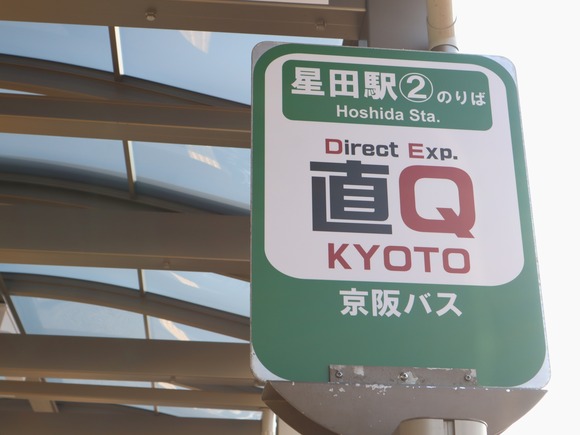 星田駅②のりば
Hoshida Sta.
Direct Exp.
直Q
KYOTO
京阪バス